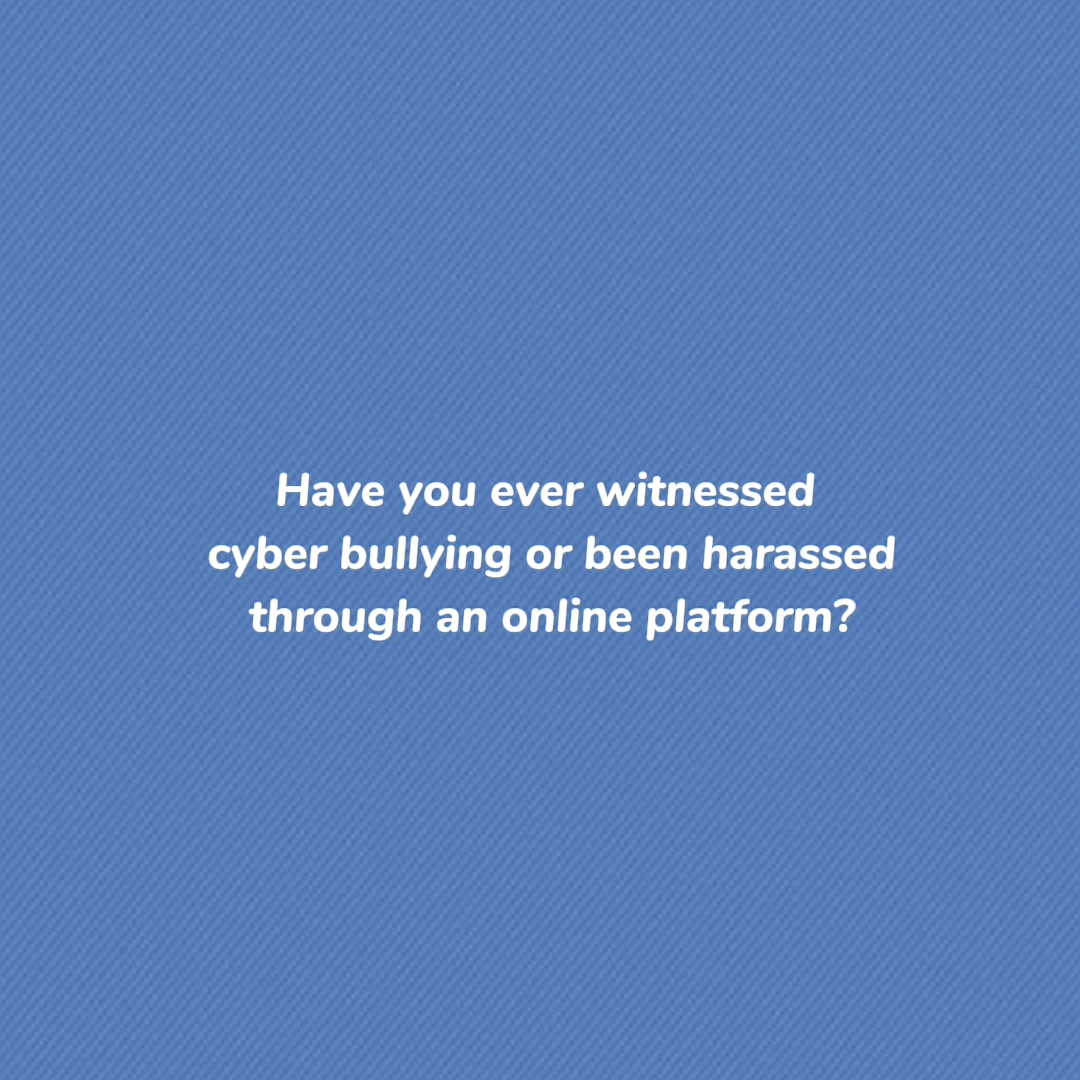 Have you ever witnessed
cyber bullying or been harassed
through an online platform?